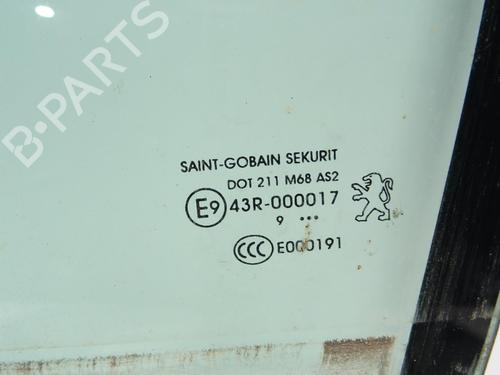 B-PARTS
SAINT-GOBAIN SEKURIT
DOT 211 M68 AS2
E9 43R-000017
9 •••
CCC E000191